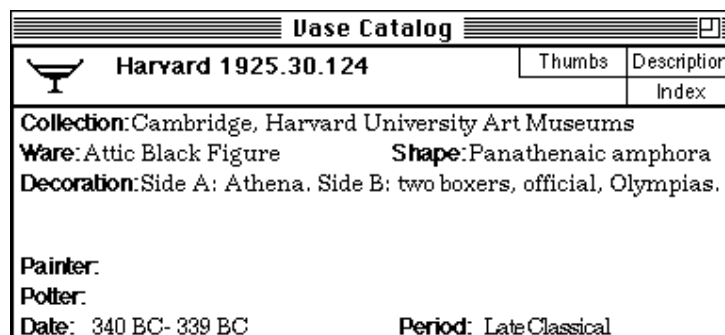 Vase Catalog
Harvard 1925.30.124 Thumbs Description
Index
Collection:Cambridge, Harvard University Art Museums
Ware:Attic Black Figure Shape:Panathenaic amphora
Decoration:Side A: Athena. Side B: two boxers, official, Olympias.
Painter:
Potter:
Date: 340 BC- 339 BC Period: Late Classical